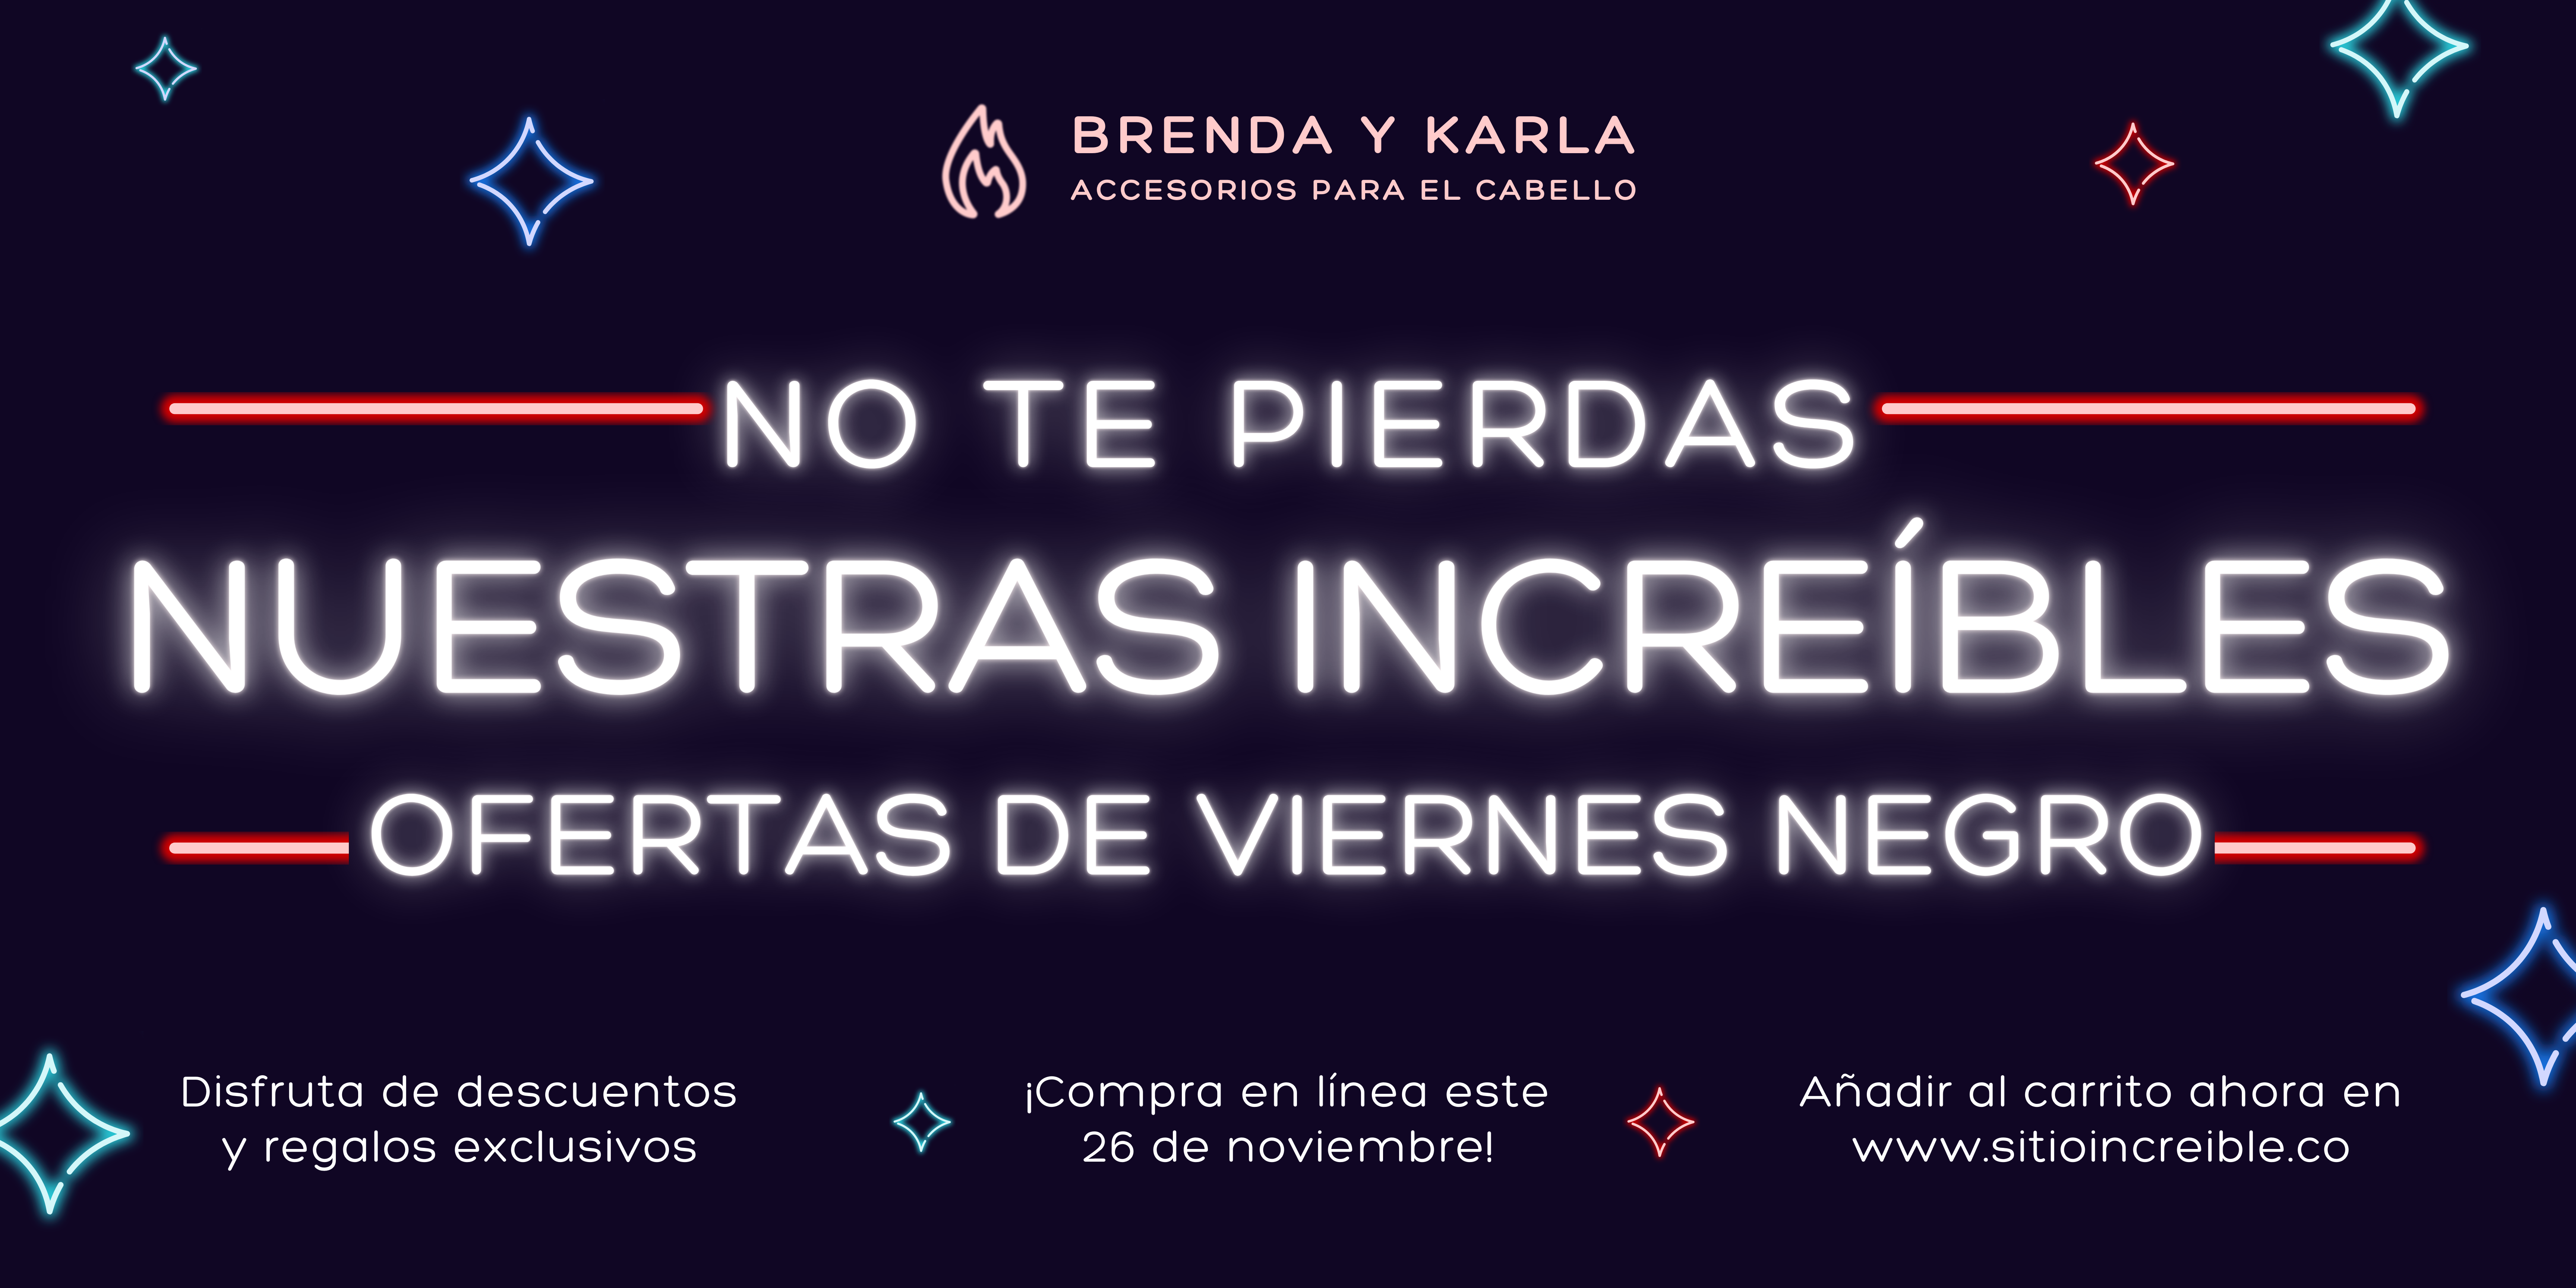 BRENDA Y KARLA
ACCESORIOS PARA EL CABELLO
NO TE PIERDAS
NUESTRAS INCREÍBLES
OFERTAS DE VIERNES NEGRO
Disfruta de descuentos
y regalos exclusivos
¡Compra en línea este
26 de noviembre!
Añadir al carrito ahora en
www.sitioincreible.co